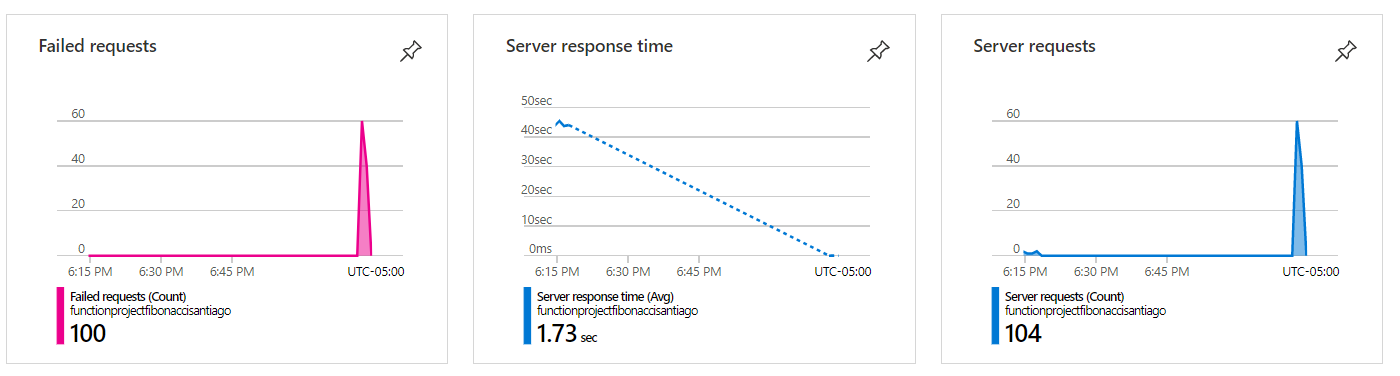 Failed requests
60
40
20
0
6:15 PM 6:30 PM 6:45 PM UTC-05:00
Failed requests (Count)
functionprojectfibonaccisantiago
100
Server response time
50sec
40sec
30sec
20sec
10sec
0ms
6:15 PM 6:30 PM 6:45 PM UTC-05:00
Server response time (Avg)
functionprojectfibonaccisantiago
1.73 sec
Server requests
60
40
20
0
6:15 PM 6:30 PM 6:45 PM UTC-05:00
Server requests (Count)
functionprojectfibonaccisantiago
104